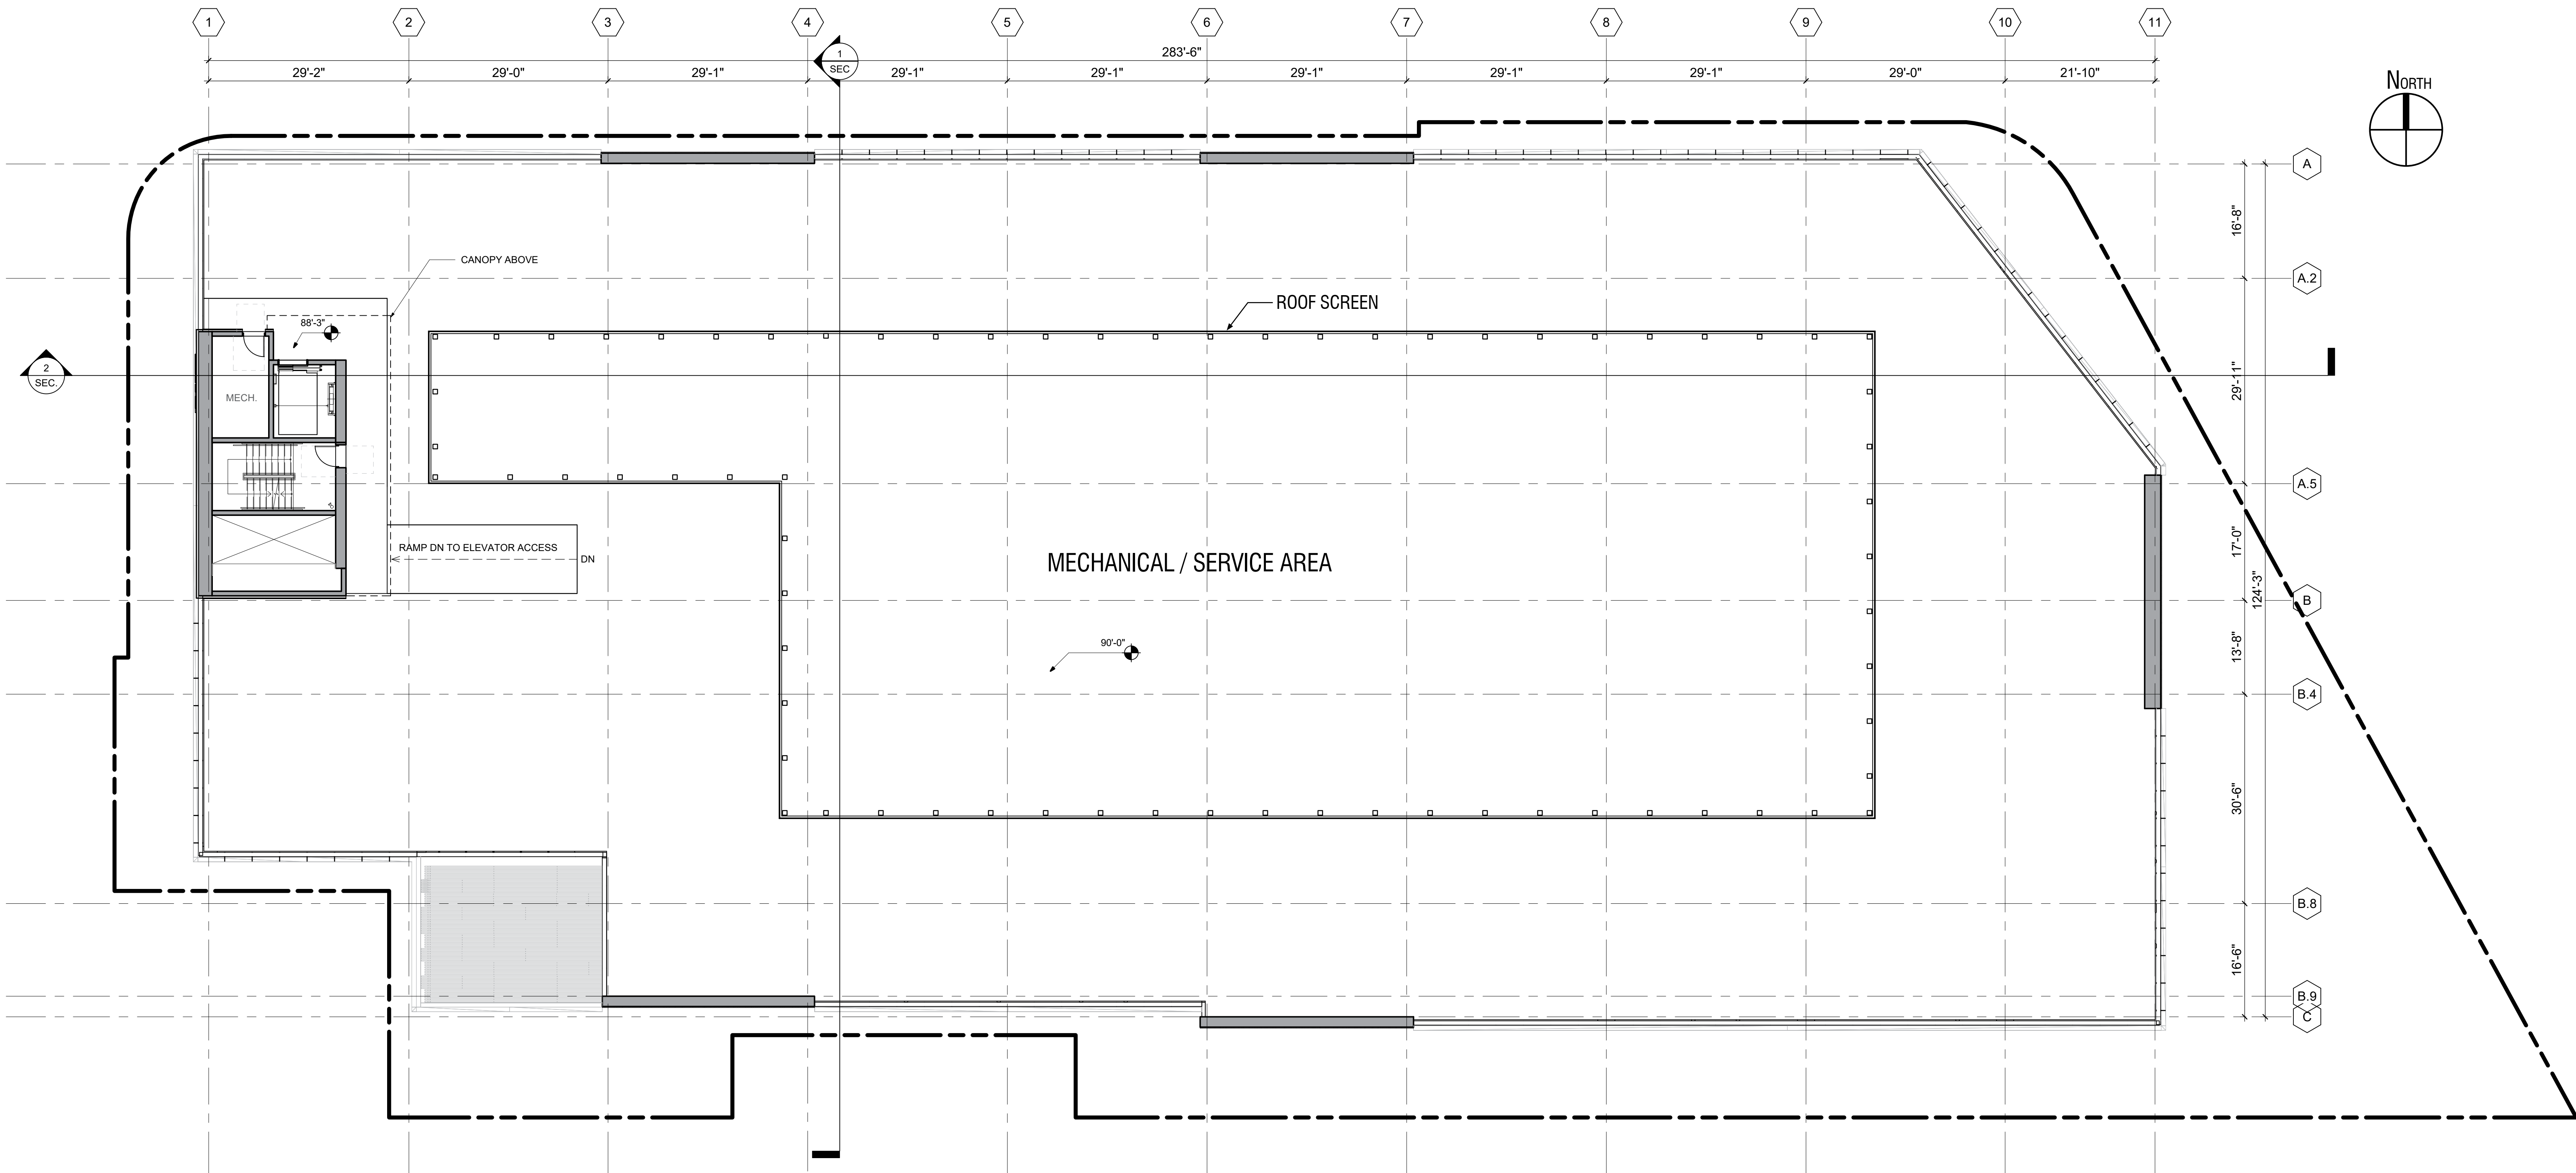 1 2 3 4 5 6 7 8 9 10 11
1
SEC
283'-6"
29'-2" 29'-0" 29'-1" 29'-1" 29'-1" 29'-1" 29'-1" 29'-1" 29'-0" 21'-10"
NORTH
A
16'-8"
CANOPY ABOVE
A.2
ROOF SCREEN
88'-3"
2
SEC.
29'-11"
MECH.
A.5
17'-0"
RAMP DN TO ELEVATOR ACCESS
DN
MECHANICAL / SERVICE AREA
124'-3"
B
90'-0"
13'-8"
B.4
30'-6"
B.8
16'-6"
B.9
C